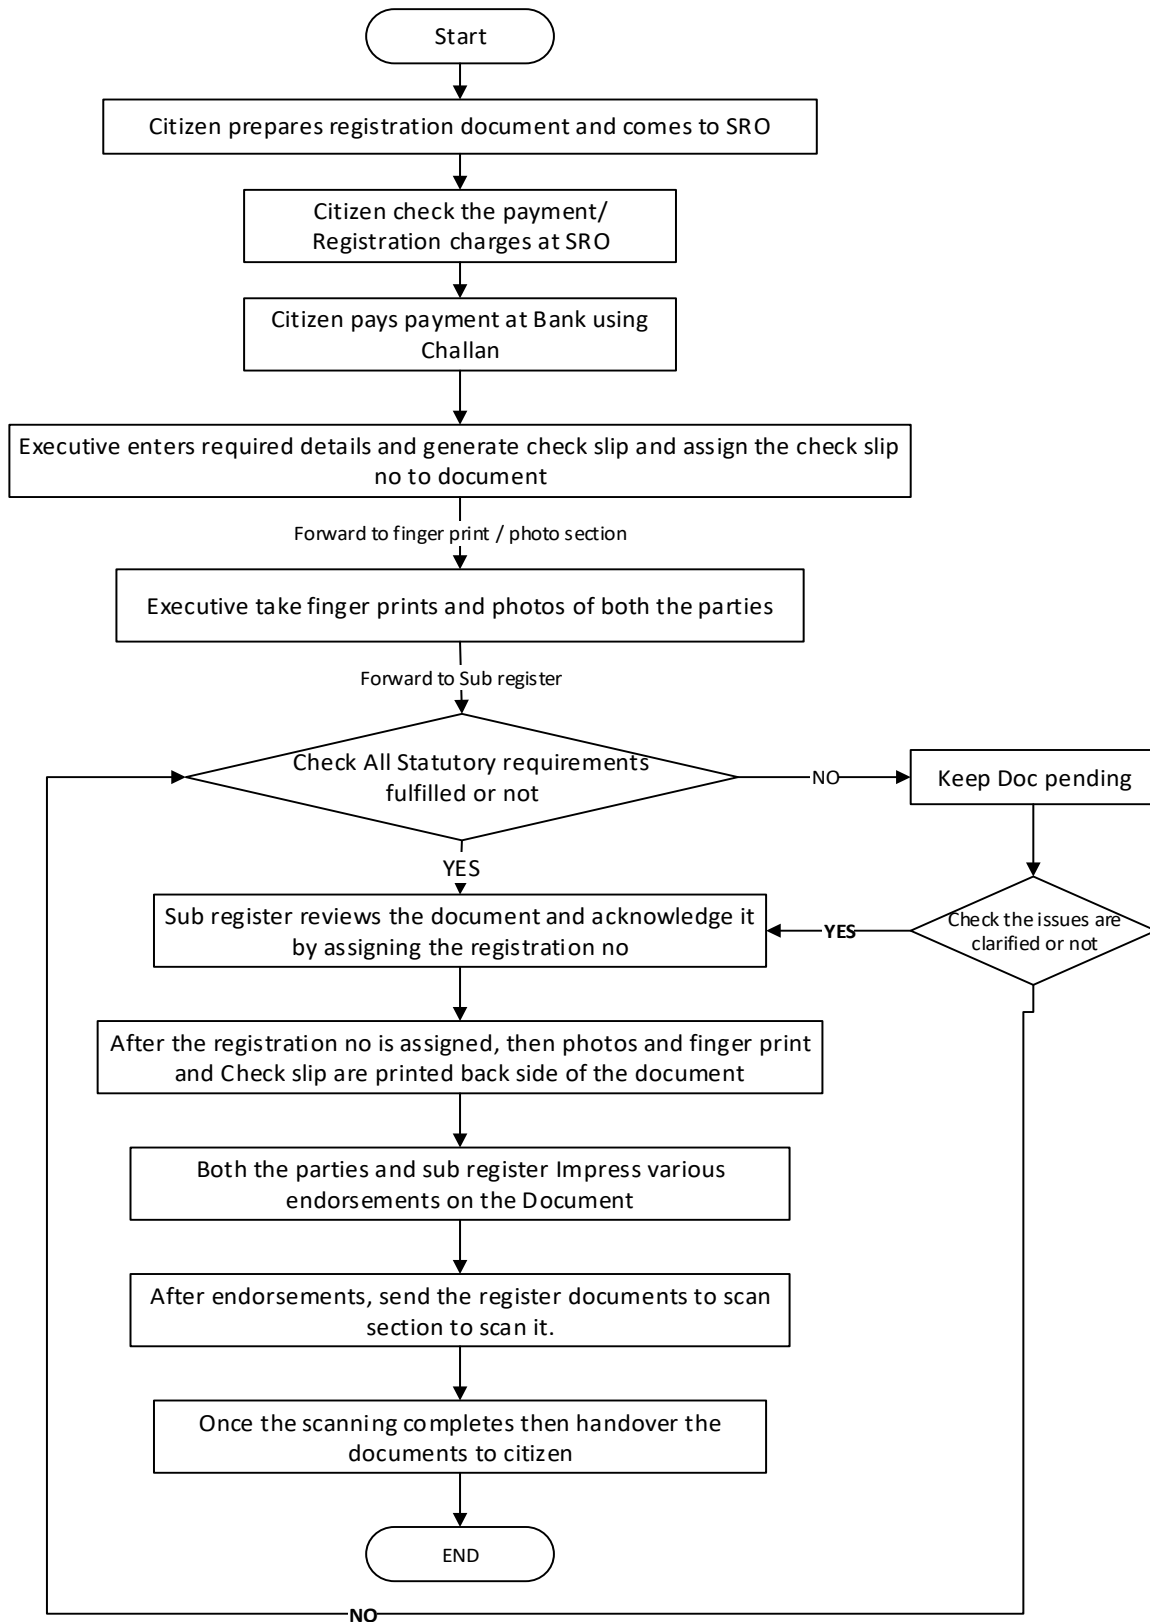 Start
Citizen prepares registration document and comes to SRO
Citizen check the payment/
Registration charges at SRO
Citizen pays payment at Bank using
Challan
Executive enters required details and generate check slip and assign the check slip
no to document
Forward to finger print / photo section
Executive take finger prints and photos of both the parties
Forward to Sub register
Check All Statutory requirements
fulfilled or not
NO
Keep Doc pending
YES
Sub register reviews the document and acknowledge it
by assigning the registration no
YES
Check the issues are
clarified or not
After the registration no is assigned, then photos and finger print
and Check slip are printed back side of the document
Both the parties and sub register Impress various
endorsements on the Document
After endorsements, send the register documents to scan
section to scan it.
Once the scanning completes then handover the
documents to citizen
END
NO